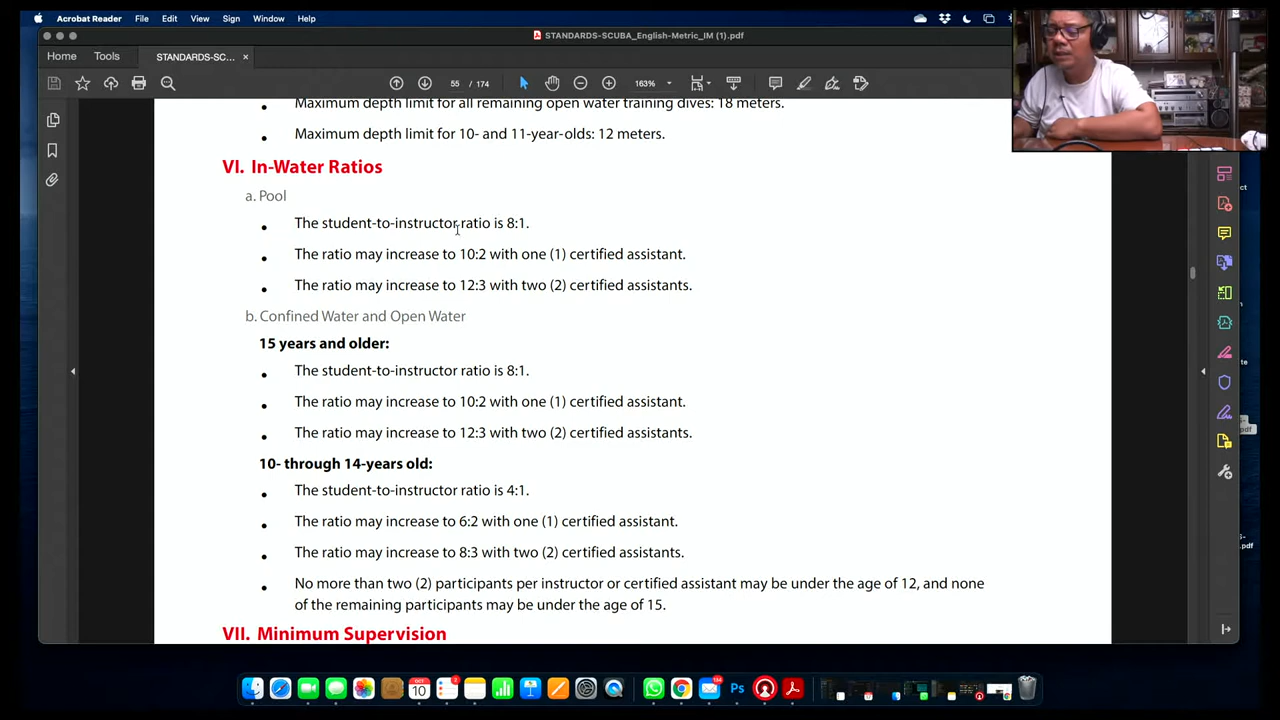 Acrobat Reader File Edit View Sign Window Help
STANDARDS-SCUBA_English-Metric_IM (1).pdf
Home Tools STANDARDS-SC... ×
55 / 174 163%
Maximum depth limit for all remaining open water training dives: 18 meters.
• Maximum depth limit for 10- and 11-year-olds: 12 meters.
VI. In-Water Ratios
a. Pool
• The student-to-instructor ratio is 8:1.
• The ratio may increase to 10:2 with one (1) certified assistant.
• The ratio may increase to 12:3 with two (2) certified assistants.
b. Confined Water and Open Water
15 years and older:
• The student-to-instructor ratio is 8:1.
• The ratio may increase to 10:2 with one (1) certified assistant.
• The ratio may increase to 12:3 with two (2) certified assistants.
10- through 14-years old:
• The student-to-instructor ratio is 4:1.
• The ratio may increase to 6:2 with one (1) certified assistant.
• The ratio may increase to 8:3 with two (2) certified assistants.
• No more than two (2) participants per instructor or certified assistant may be under the age of 12, and none
of the remaining participants may be under the age of 15.
VII. Minimum Supervision
OCT
10